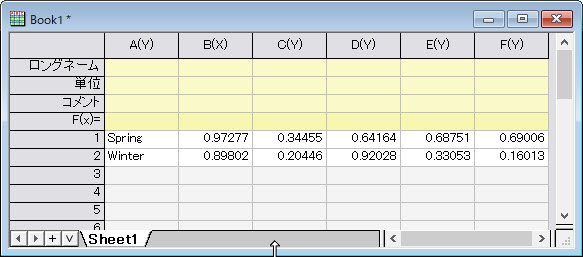 Book1 *
A(Y) B(X) C(Y) D(Y) E(Y) F(Y)
ロングネーム
単位
コメント
F(x)=
1 Spring 0.97277 0.34455 0.64164 0.68751 0.69006
2 Winter 0.89802 0.20446 0.92028 0.33053 0.16013
3
4
5
6
Sheet1